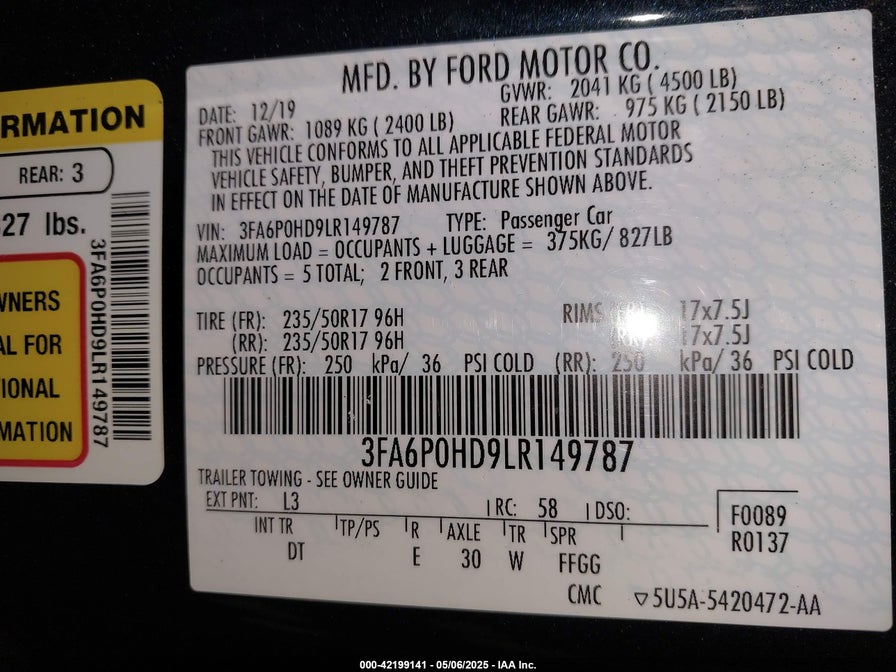 RMATION
REAR: 3
27 lbs.
3FA6P0HD9LR149787
WNERS
AL FOR
TIONAL
MATION
MFD. BY FORD MOTOR CO.
DATE: 12/19 GVWR: 2041 KG ( 4500 LB)
FRONT GAWR: 1089 KG ( 2400 LB) REAR GAWR: 975 KG ( 2150 LB)
THIS VEHICLE CONFORMS TO ALL APPLICABLE FEDERAL MOTOR
VEHICLE SAFETY, BUMPER, AND THEFT PREVENTION STANDARDS
IN EFFECT ON THE DATE OF MANUFACTURE SHOWN ABOVE.
VIN: 3FA6P0HD9LR149787 TYPE: Passenger Car
MAXIMUM LOAD = OCCUPANTS + LUGGAGE = 375KG/ 827LB
OCCUPANTS = 5 TOTAL; 2 FRONT, 3 REAR
TIRE (FR): 235/50R17 96H RIMS 17x7.5J
(RR): 235/50R17 96H 17x7.5J
PRESSURE (FR): 250 kPa/ 36 PSI COLD (RR): 250 kPa/ 36 PSI COLD
3FA6P0HD9LR149787
TRAILER TOWING - SEE OWNER GUIDE
EXT PNT: L3 RC: 58 DSO:
INT TR TP/PS R AXLE TR SPR
DT E 30 W FFGG
F0089
R0137
CMC ▽5U5A-5420472-AA
000-42199141 - 05/06/2025 - IAA Inc.